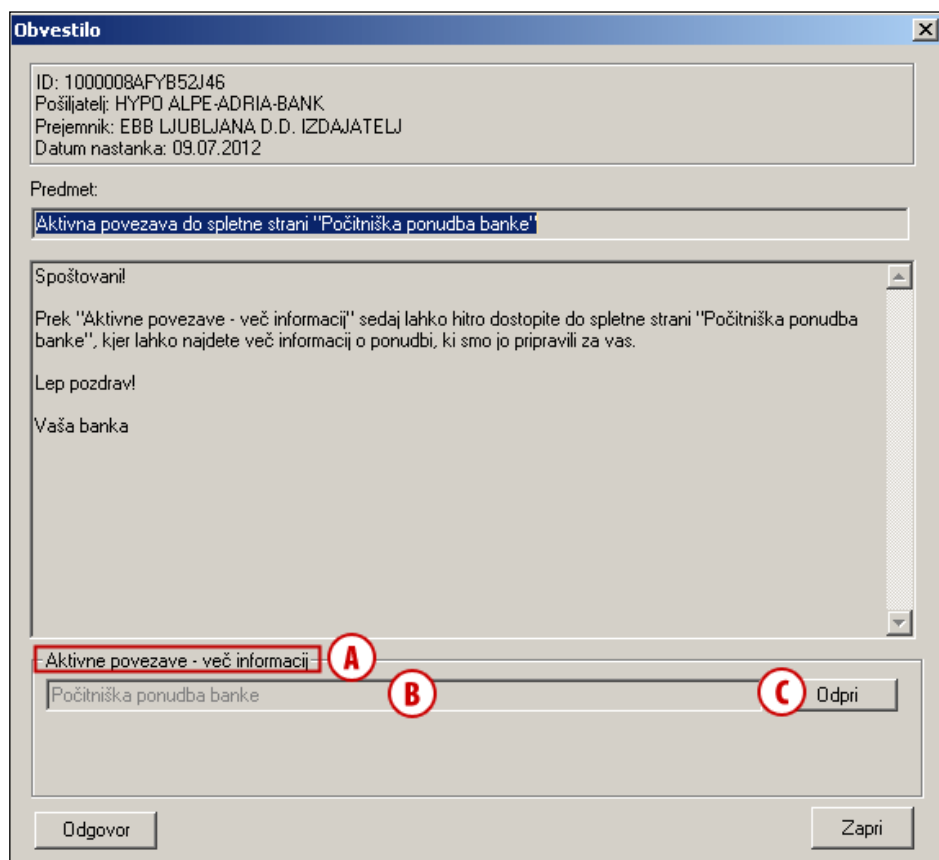 Obvestilo
ID: 1000008AFYB52J46
Pošiljatelj: HYPO ALPE-ADRIA-BANK
Prejemnik: EBB LJUBLJANA D.D. IZDAJATELJ
Datum nastanka: 09.07.2012
Predmet:
Aktivna povezava do spletne strani "Počitniška ponudba banke"
Spoštovani!
Prek "Aktivne povezave - več informacij" sedaj lahko hitro dostopite do spletne strani "Počitniška ponudba
banke", kjer lahko najdete več informacij o ponudbi, ki smo jo pripravili za vas.
Lep pozdrav!
Vaša banka
Aktivne povezave - več informacij A
Počitniška ponudba banke B C Odpri
Odgovor Zapri